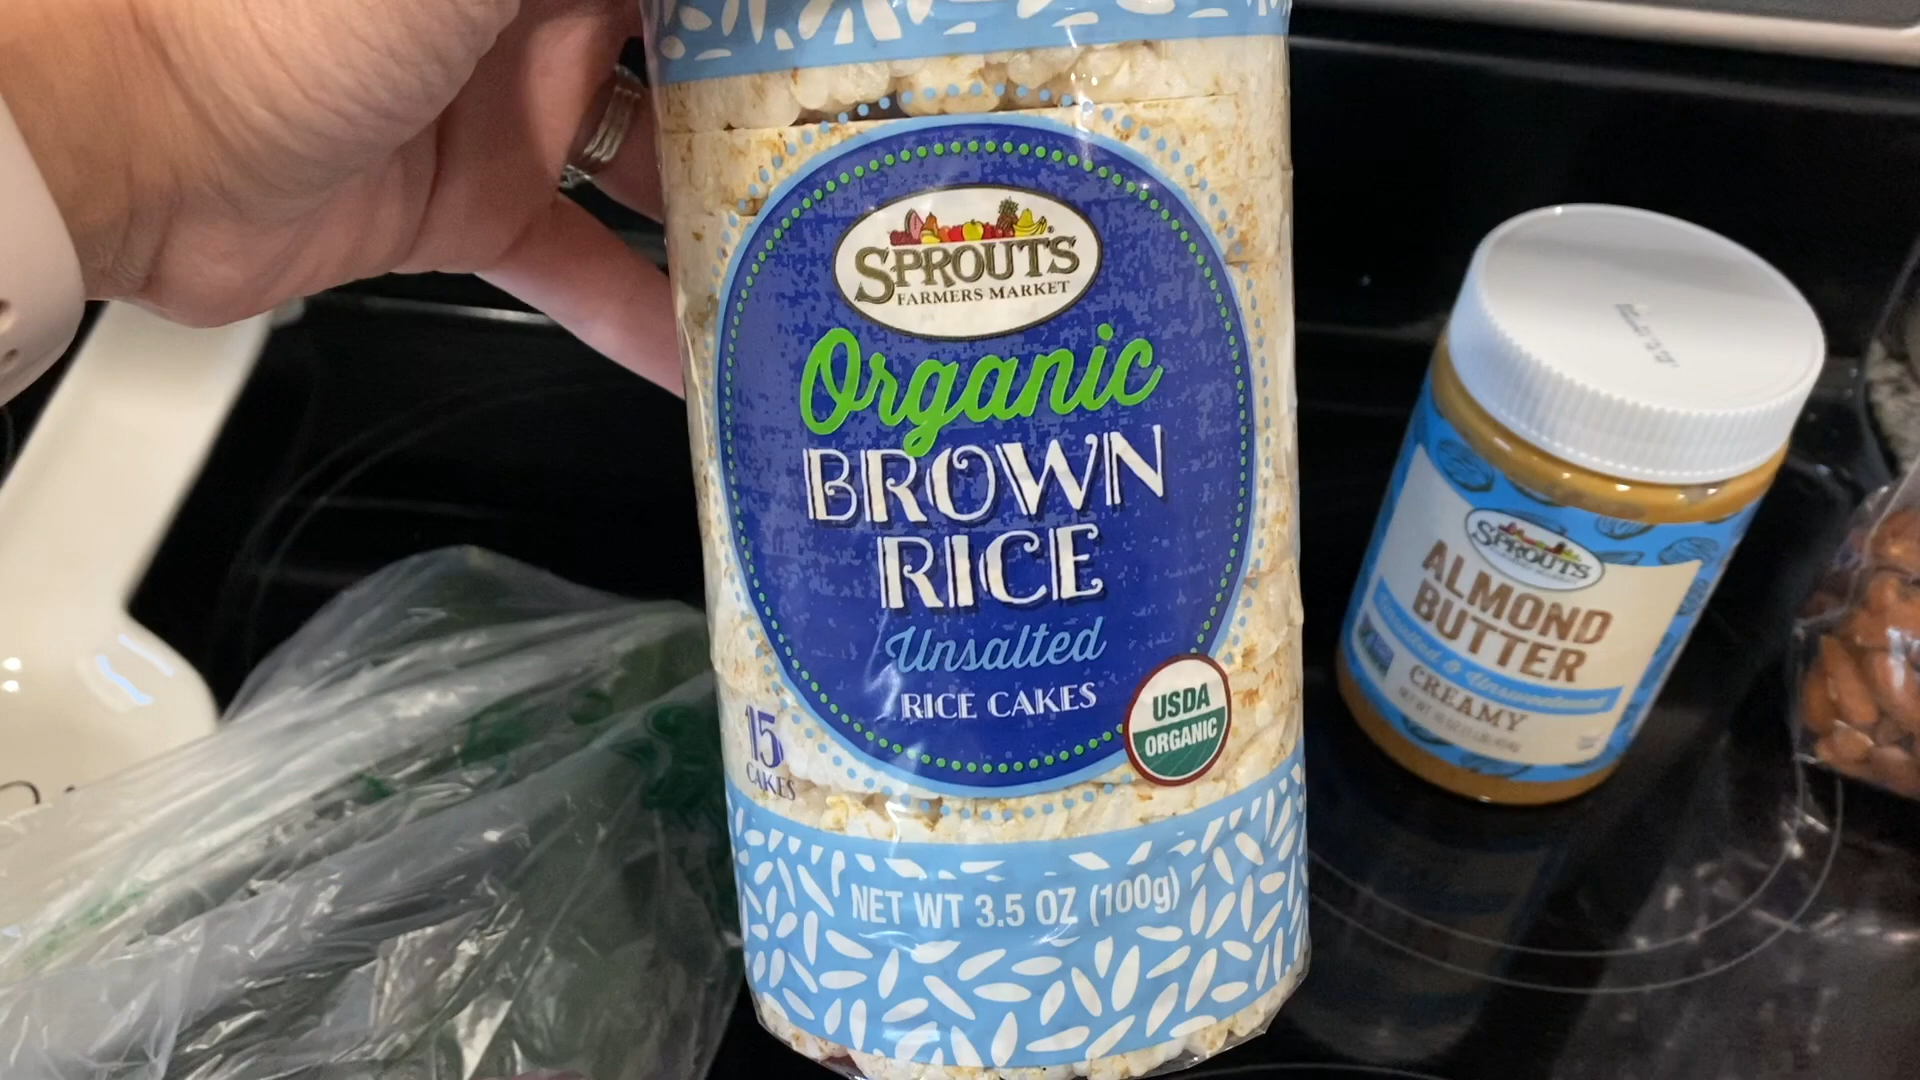 SPROUTS
FARMERS MARKET
Organic
BROWN
RICE
Unsalted
RICE CAKES
USDA
ORGANIC
15
CAKES
NET WT 3.5 OZ (100g)
SPROUTS
ALMOND
BUTTER
& Unsweetened
CREAMY